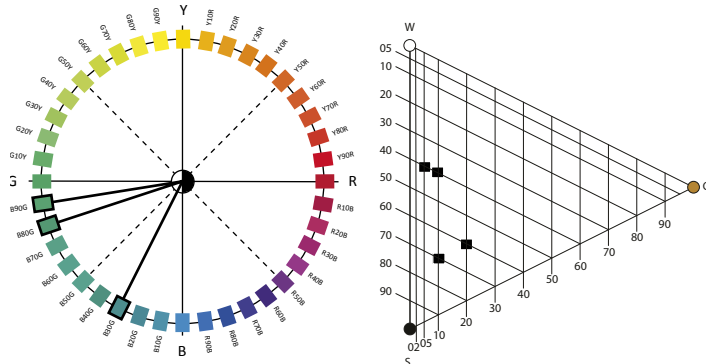 Y
Y10R
Y20R
Y30R
Y40R
Y50R
Y60R
Y70R
Y80R
Y90R
R
R10B
R20B
R30B
R40B
R50B
R60B
R70B
R80B
R90B
B
B10G
B20G
B30G
B40G
B50G
B60G
B70G
B80G
B90G
G
G10Y
G20Y
G30Y
G40Y
G50Y
G60Y
G70Y
G80Y
G90Y
W
05
10
20
30
40
50
60
70
80
90
S
02 05
10
20
30
40
50
60
70
80
90
C